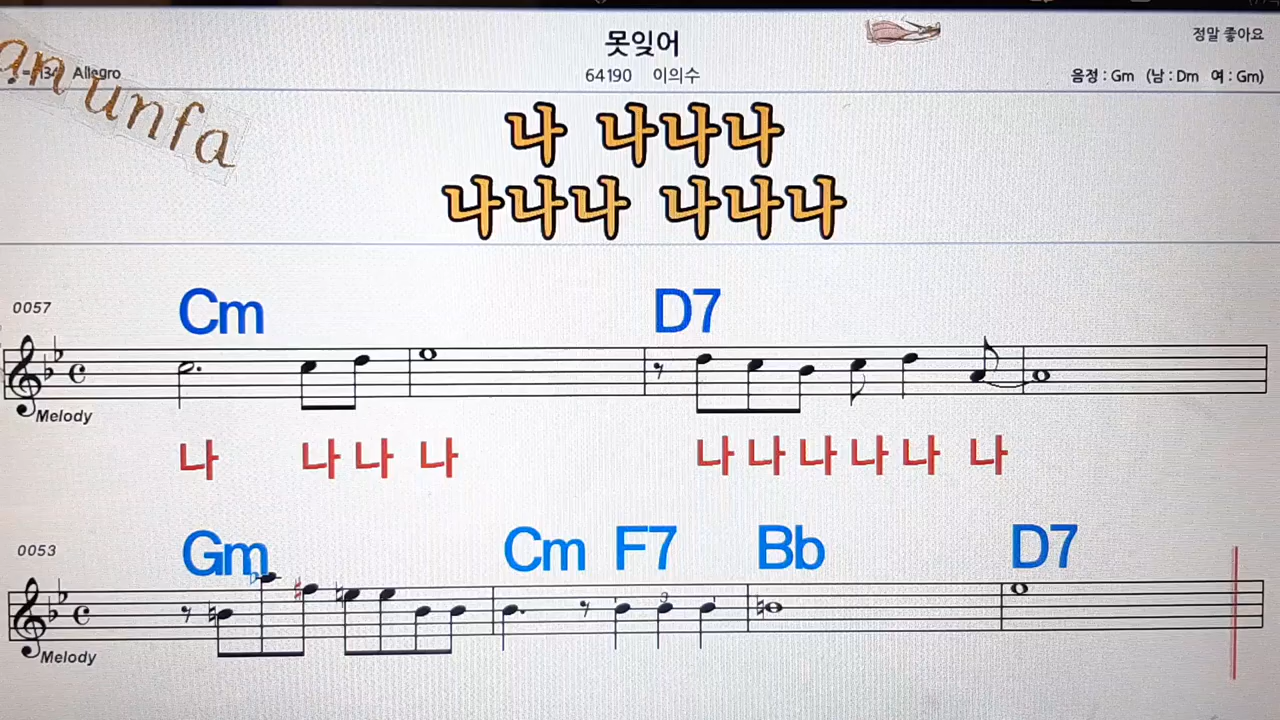 못잊어
정말 좋아요
64190 이의수
음정 : Gm (남 : Dm 여 : Gm)
Allegro
an unfa
나 나나나
나나나 나나나
0057
Cm D7
Melody
나 나 나 나 나 나 나 나 나 나
0053
Gm Cm F7 Bb D7
3
Melody